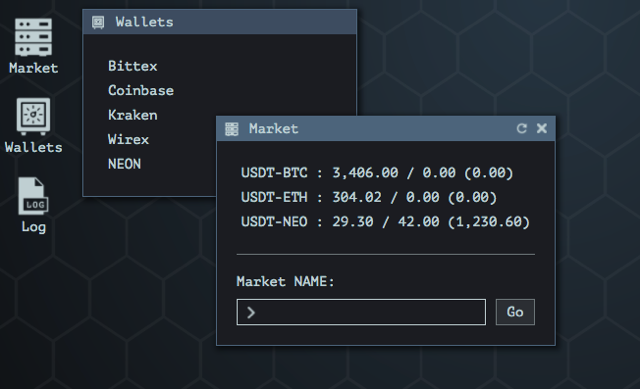 Market
Wallets
Log
LOG
Wallets
Bittex
Coinbase
Kraken
Wirex
NEON
Market
USDT-BTC : 3,406.00 / 0.00 (0.00)
USDT-ETH : 304.02 / 0.00 (0.00)
USDT-NEO : 29.30 / 42.00 (1,230.60)
Market NAME:
Go